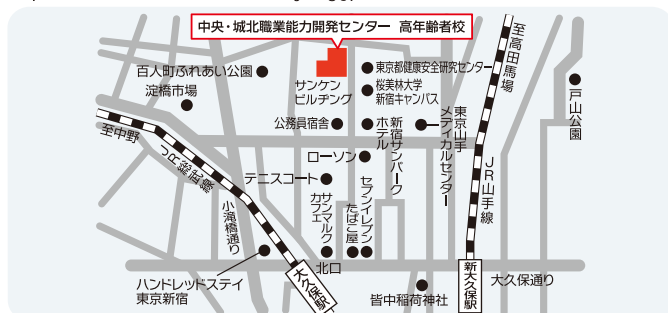 中央・城北職業能力開発センター 高年齢者校
百人町ふれあい公園
淀橋市場
サンケン
ビルヂング
東京都健康安全研究センター
桜美林大学
新宿キャンパス
至高田馬場
戸山公園
公務員宿舎
新宿サンパーク
ホテル
東京山手
メディカルセンター
至中野
JR総武線
ローソン
テニスコート
JR山手線
小滝橋通り
サンマルク
カフェ
たばこ屋
セブンイレブン
北口
ハンドレッドステイ
東京新宿
大久保駅
皆中稲荷神社
新大久保駅
大久保通り